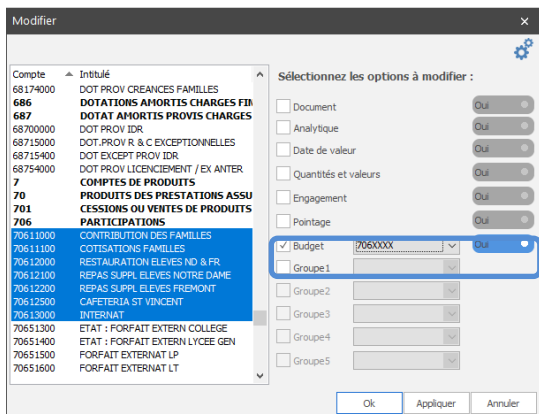 Modifier
Compte Intitulé
68174000 DOT PROV CREANCES FAMILLES
686 DOTATIONS AMORTIS CHARGES FIN
687 DOTAT AMORTIS PROVIS CHARGES
68700000 DOT PROV IDR
68715000 DOT.PROV R & C EXCEPTIONNELLES
68715400 DOT EXCEPT PROV IDR
68754000 DOT PROV LICENCIEMENT / EX ANTER
7 COMPTES DE PRODUITS
70 PRODUITS DES PRESTATIONS ASSU
701 CESSIONS OU VENTES DE PRODUITS
706 PARTICIPATIONS
70611000 CONTRIBUTION DES FAMILLES
70611100 COTISATIONS FAMILLES
70612000 RESTAURATION ELEVES ND & FR
70612100 REPAS SUPPL ELEVES NOTRE DAME
70612200 REPAS SUPPL ELEVES FREMONT
70612500 CAFETERIA ST VINCENT
70613000 INTERNAT
70651300 ETAT : FORFAIT EXTERN COLLEGE
70651400 ETAT : FORFAIT EXTERN LYCEE GEN
70651500 FORFAIT EXTERNAT LP
70651600 FORFAIT EXTERNAT LT
Sélectionnez les options à modifier :
Document Oui
Analytique Oui
Date de valeur Oui
Quantités et valeurs Oui
Engagement Oui
Pointage Oui
Budget 706XXXX Oui
Groupe1
Groupe2
Groupe3
Groupe4
Groupe5
Ok Appliquer Annuler